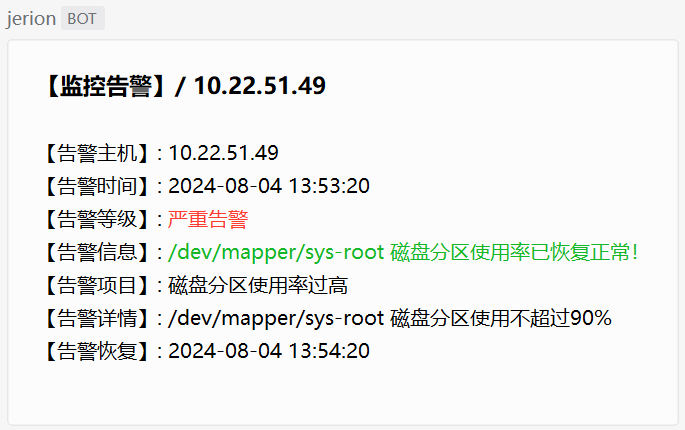 jerion BOT
【监控告警】/ 10.22.51.49
【告警主机】: 10.22.51.49
【告警时间】: 2024-08-04 13:53:20
【告警等级】: 严重告警
【告警信息】: /dev/mapper/sys-root 磁盘分区使用率已恢复正常!
【告警项目】: 磁盘分区使用率过高
【告警详情】: /dev/mapper/sys-root 磁盘分区使用不超过90%
【告警恢复】: 2024-08-04 13:54:20